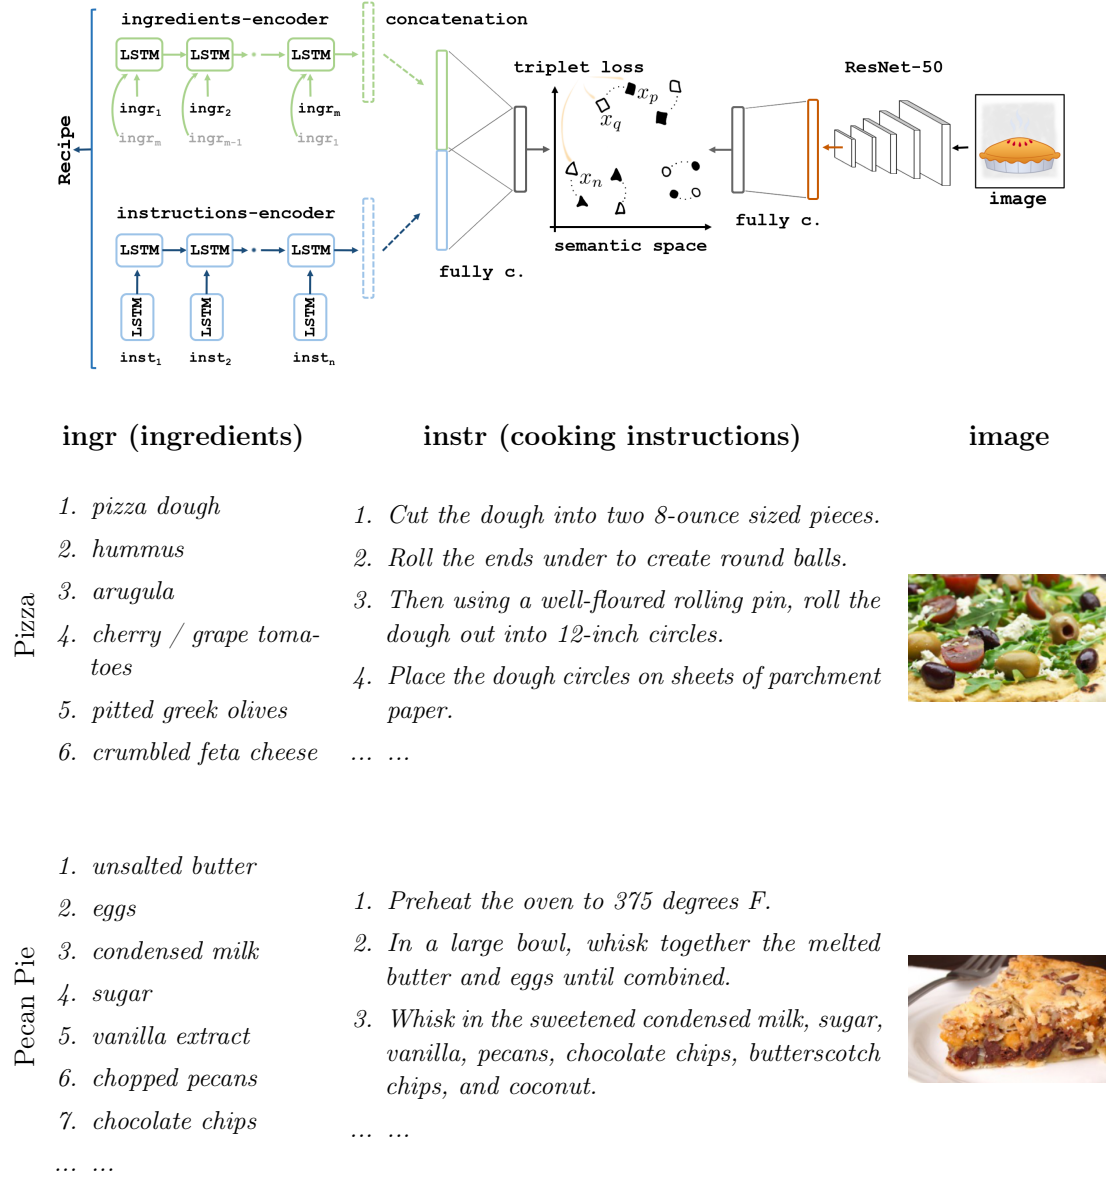 ingredients-encoder
concatenation
LSTM LSTM LSTM
ingr1 ingr2 ingrm
ingrm ingrm-1 ingr1
Recipe
instructions-encoder
LSTM LSTM LSTM
LSTM LSTM LSTM
inst1 inst2 instn
fully c.
triplet loss
xp
xq
xn
semantic space
ResNet-50
fully c.
image
ingr (ingredients)
instr (cooking instructions)
image
Pizza
1. pizza dough
2. hummus
3. arugula
4. cherry / grape toma-
toes
5. pitted greek olives
6. crumbled feta cheese
1. Cut the dough into two 8-ounce sized pieces.
2. Roll the ends under to create round balls.
3. Then using a well-floured rolling pin, roll the
dough out into 12-inch circles.
4. Place the dough circles on sheets of parchment
paper.
... ...
Pecan Pie
1. unsalted butter
2. eggs
3. condensed milk
4. sugar
5. vanilla extract
6. chopped pecans
7. chocolate chips
... ...
1. Preheat the oven to 375 degrees F.
2. In a large bowl, whisk together the melted
butter and eggs until combined.
3. Whisk in the sweetened condensed milk, sugar,
vanilla, pecans, chocolate chips, butterscotch
chips, and coconut.
... ...